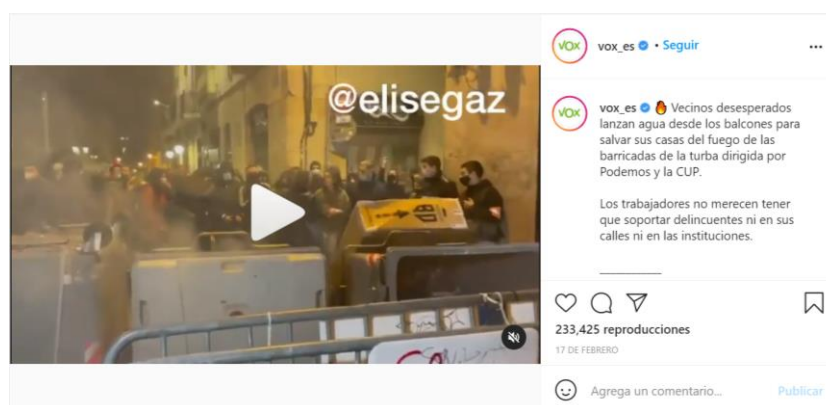 @elisegaz
VOX
vox_es • Seguir
VOX
vox_es 🔥 Vecinos desesperados
lanzan agua desde los balcones para
salvar sus casas del fuego de las
barricadas de la turba dirigida por
Podemos y la CUP.
Los trabajadores no merecen tener
que soportar delincuentes ni en sus
calles ni en las instituciones.
233,425 reproducciones
17 DE FEBRERO
Agrega un comentario...
Publicar